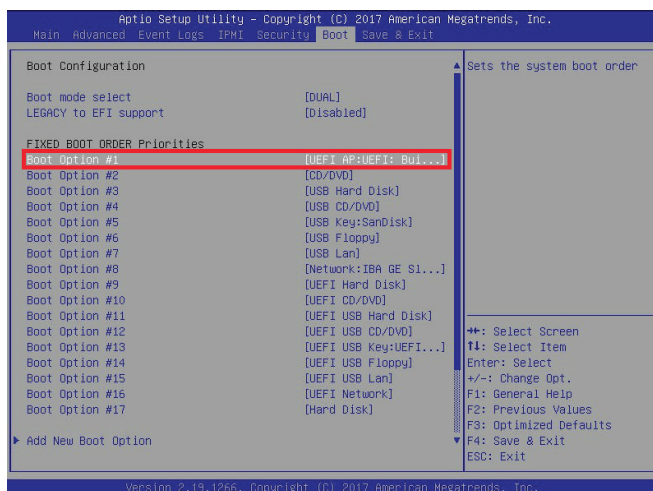 Aptio Setup Utility – Copyright (C) 2017 American Megatrends, Inc.
Main Advanced Event Logs IPMI Security Boot Save & Exit
Boot Configuration
Boot mode select [DUAL]
LEGACY to EFI support [Disabled]
FIXED BOOT ORDER Priorities
Boot Option #1 [UEFI AP:UEFI: Bui...]
Boot Option #2 [CD/DVD]
Boot Option #3 [USB Hard Disk]
Boot Option #4 [USB CD/DVD]
Boot Option #5 [USB Key:SanDisk]
Boot Option #6 [USB Floppy]
Boot Option #7 [USB Lan]
Boot Option #8 [Network:IBA GE Sl...]
Boot Option #9 [UEFI Hard Disk]
Boot Option #10 [UEFI CD/DVD]
Boot Option #11 [UEFI USB Hard Disk]
Boot Option #12 [UEFI USB CD/DVD]
Boot Option #13 [UEFI USB Key:UEFI...]
Boot Option #14 [UEFI USB Floppy]
Boot Option #15 [UEFI USB Lan]
Boot Option #16 [UEFI Network]
Boot Option #17 [Hard Disk]
Add New Boot Option
Sets the system boot order
→←: Select Screen
↑↓: Select Item
Enter: Select
+/-: Change Opt.
F1: General Help
F2: Previous Values
F3: Optimized Defaults
F4: Save & Exit
ESC: Exit
Version 2.19.1266. Copyright (C) 2017 American Megatrends, Inc.